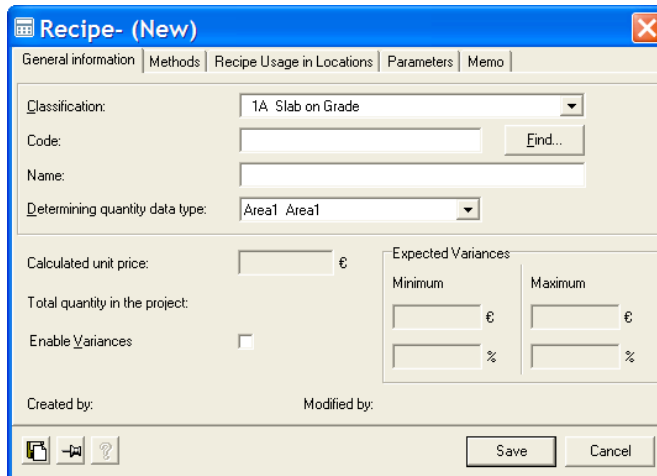 Recipe- (New)
General information Methods Recipe Usage in Locations Parameters Memo
Classification: 1A Slab on Grade
Code: Find...
Name:
Determining quantity data type: Area1 Area1
Calculated unit price: €
Expected Variances
Minimum Maximum
Total quantity in the project:
€ €
Enable Variances
% %
Created by: Modified by:
? Save Cancel